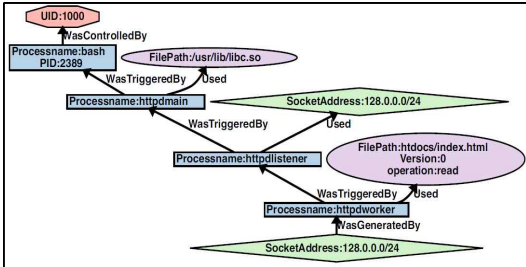 UID:1000
WasControlledBy
Processname:bash
PID:2389
FilePath:/usr/lib/libc.so
WasTriggeredBy
Used
Processname:httpdmain
SocketAddress:128.0.0.0/24
WasTriggeredBy
Used
FilePath:htdocs/index.html
Version:0
operation:read
Processname:httpdlistener
WasTriggeredBy
Used
Processname:httpdworker
WasGeneratedBy
SocketAddress:128.0.0.0/24